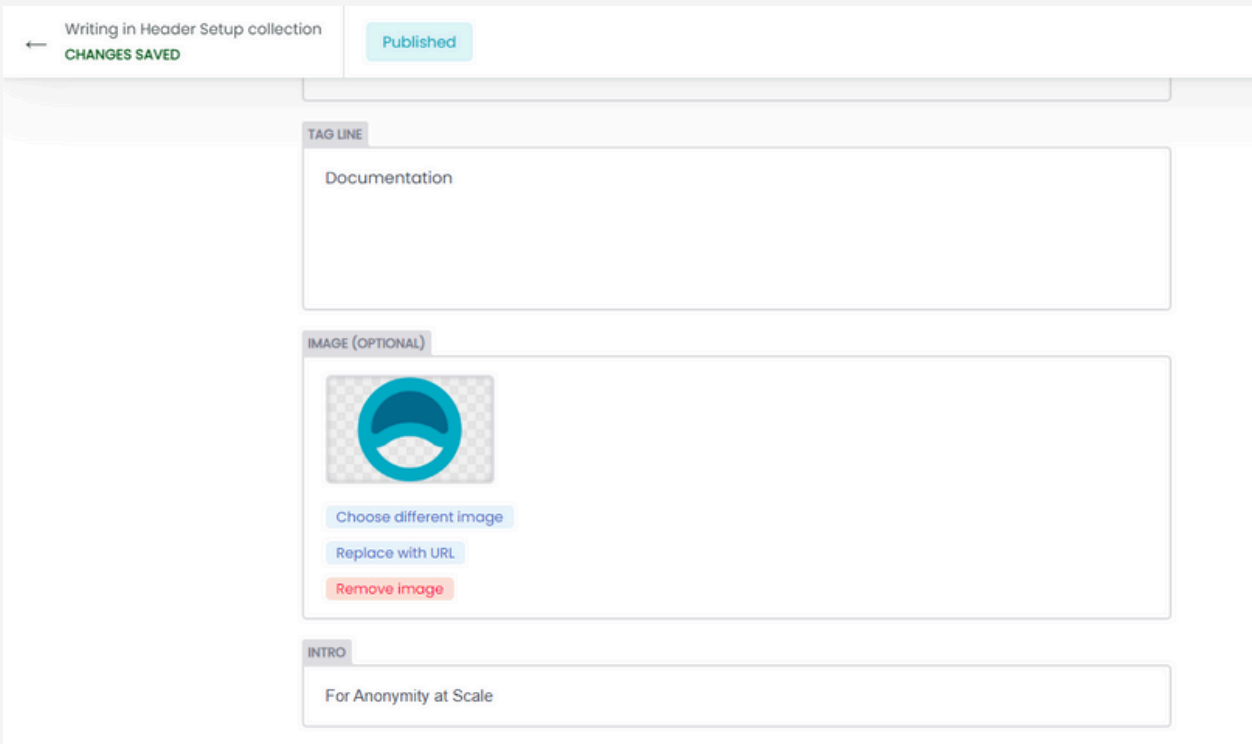 Writing in Header Setup collection
CHANGES SAVED
Published
TAG LINE
Documentation
IMAGE (OPTIONAL)
Choose different image
Replace with URL
Remove image
INTRO
For Anonymity at Scale